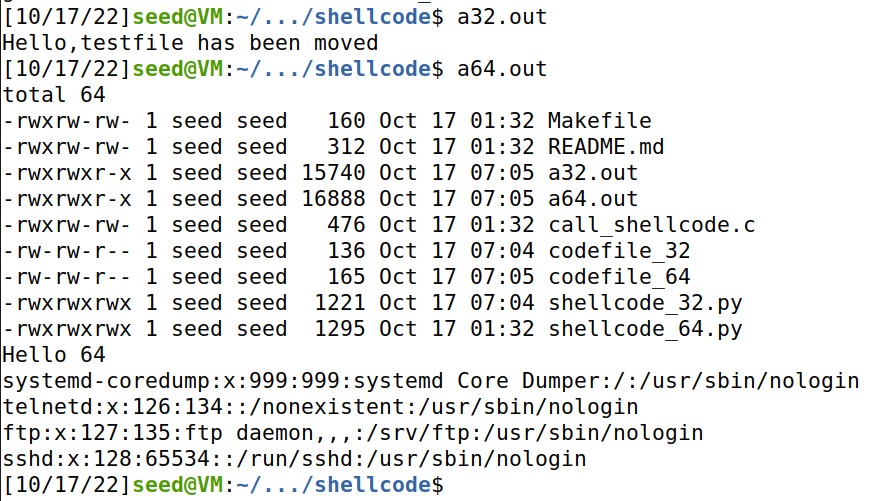 [10/17/22]seed@VM:~/.../shellcode$ a32.out
Hello,testfile has been moved
[10/17/22]seed@VM:~/.../shellcode$ a64.out
total 64
-rwxrw-rw- 1 seed seed   160 Oct 17 01:32 Makefile
-rwxrw-rw- 1 seed seed   312 Oct 17 01:32 README.md
-rwxrwxr-x 1 seed seed 15740 Oct 17 07:05 a32.out
-rwxrwxr-x 1 seed seed 16888 Oct 17 07:05 a64.out
-rwxrw-rw- 1 seed seed   476 Oct 17 01:32 call_shellcode.c
-rw-rw-r-- 1 seed seed   136 Oct 17 07:04 codefile_32
-rw-rw-r-- 1 seed seed   165 Oct 17 07:05 codefile_64
-rwxrwxrwx 1 seed seed  1221 Oct 17 07:04 shellcode_32.py
-rwxrwxrwx 1 seed seed  1295 Oct 17 01:32 shellcode_64.py
Hello 64
systemd-coredump:x:999:999:systemd Core Dumper:/:/usr/sbin/nologin
telnetd:x:126:134::/nonexistent:/usr/sbin/nologin
ftp:x:127:135:ftp daemon,,,:/srv/ftp:/usr/sbin/nologin
sshd:x:128:65534::/run/sshd:/usr/sbin/nologin
[10/17/22]seed@VM:~/.../shellcode$